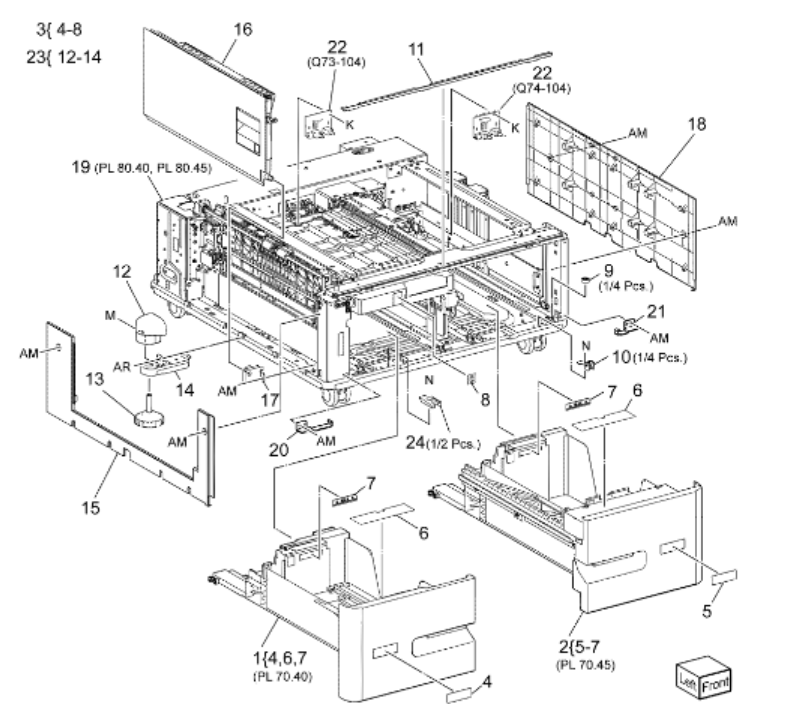 3{ 4-8
23{ 12-14
16
22
(Q73-104)
11
22
(Q74-104)
K
K
AM
18
19 (PL 80.40, PL 80.45)
AM
12
9
(1/4 Pcs.)
M
21
AM
AM
AR
N
10 (1/4 Pcs.)
13
14
AM
17
N
8
7
6
AM
20
AM
24 (1/2 Pcs.)
15
7
6
5
1{4,6,7
(PL 70.40)
2{5-7
(PL 70.45)
4
Left
Front